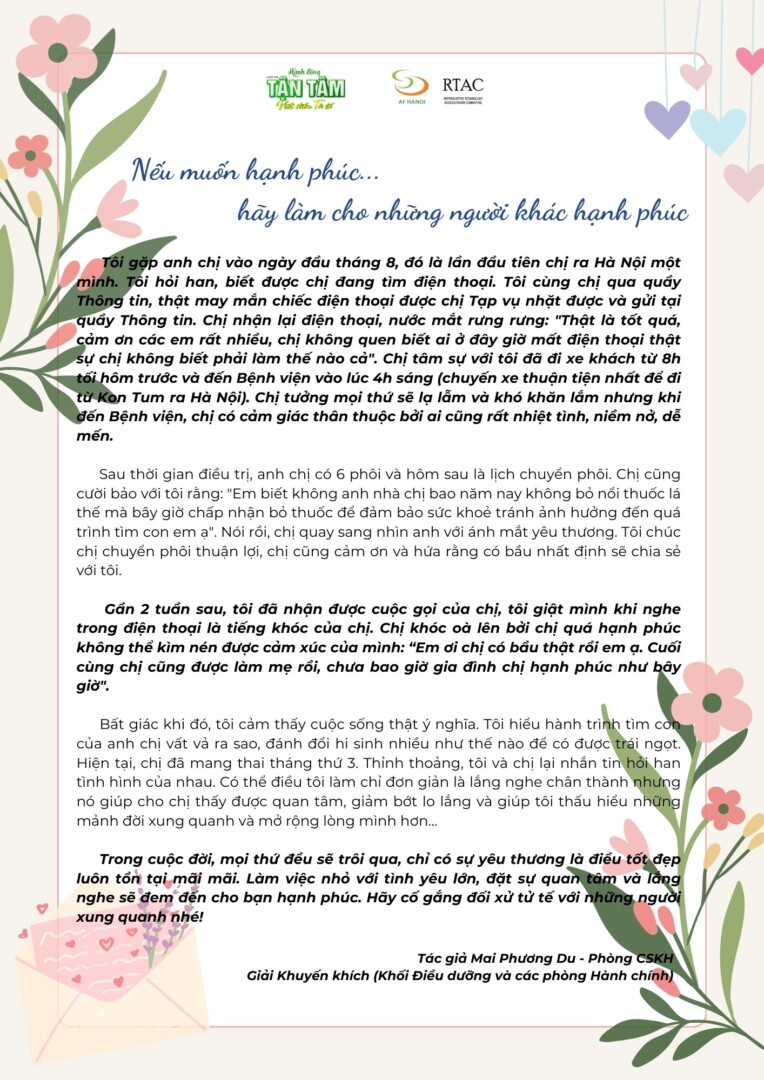 Hành động
TẬN TÂM
AF HANOI
RTAC
REPRODUCTIVE TECHNOLOGY
ACCREDITATION COMMITTEE
Nếu muốn hạnh phúc...
hãy làm cho những người khác hạnh phúc
Tôi gặp anh chị vào ngày đầu tháng 8, đó là lần đầu tiên chị ra Hà Nội một
mình. Tôi hỏi han, biết được chị đang tìm điện thoại. Tôi cùng chị qua quầy
Thông tin, thật may mắn chiếc điện thoại được chị Tạp vụ nhặt được và gửi tại
quầy Thông tin. Chị nhận lại điện thoại, nước mắt rưng rưng: "Thật là tốt quá,
cảm ơn các em rất nhiều, chị không quen biết ai ở đây giờ mất điện thoại thật
sự chị không biết phải làm thế nào cả". Chị tâm sự với tôi đã đi xe khách từ 8h
tối hôm trước và đến Bệnh viện vào lúc 4h sáng (chuyến xe thuận tiện nhất để đi
từ Kon Tum ra Hà Nội). Chị tưởng mọi thứ sẽ lạ lẫm và khó khăn lắm nhưng khi
đến Bệnh viện, chị có cảm giác thân thuộc bởi ai cũng rất nhiệt tình, niềm nở, dễ
mến.
Sau thời gian điều trị, anh chị có 6 phôi và hôm sau là lịch chuyển phôi. Chị cũng
cười bảo với tôi rằng: "Em biết không anh nhà chị bao năm nay không bỏ nổi thuốc lá
thế mà bây giờ chấp nhận bỏ thuốc để đảm bảo sức khoẻ tránh ảnh hưởng đến quá
trình tìm con em ạ". Nói rồi, chị quay sang nhìn anh với ánh mắt yêu thương. Tôi chúc
chị chuyển phôi thuận lợi, chị cũng cảm ơn và hứa rằng có bầu nhất định sẽ chia sẻ
với tôi.
Gần 2 tuần sau, tôi đã nhận được cuộc gọi của chị, tôi giật mình khi nghe
trong điện thoại là tiếng khóc của chị. Chị khóc oà lên bởi chị quá hạnh phúc
không thể kìm nén được cảm xúc của mình: “Em ơi chị có bầu thật rồi em ạ. Cuối
cùng chị cũng được làm mẹ rồi, chưa bao giờ gia đình chị hạnh phúc như bây
giờ".
Bất giác khi đó, tôi cảm thấy cuộc sống thật ý nghĩa. Tôi hiểu hành trình tìm con
của anh chị vất vả ra sao, đánh đổi hi sinh nhiều như thế nào để có được trái ngọt.
Hiện tại, chị đã mang thai tháng thứ 3. Thỉnh thoảng, tôi và chị lại nhắn tin hỏi han
tình hình của nhau. Có thể điều tôi làm chỉ đơn giản là lắng nghe chân thành nhưng
nó giúp cho chị thấy được quan tâm, giảm bớt lo lắng và giúp tôi thấu hiểu những
mảnh đời xung quanh và mở rộng lòng mình hơn...
Trong cuộc đời, mọi thứ đều sẽ trôi qua, chỉ có sự yêu thương là điều tốt đẹp
luôn tồn tại mãi mãi. Làm việc nhỏ với tình yêu lớn, đặt sự quan tâm và lắng
nghe sẽ đem đến cho bạn hạnh phúc. Hãy cố gắng đối xử tử tế với những người
xung quanh nhé!
Tác giả Mai Phương Du - Phòng CSKH
Giải Khuyến khích (Khối Điều dưỡng và các phòng Hành chính)